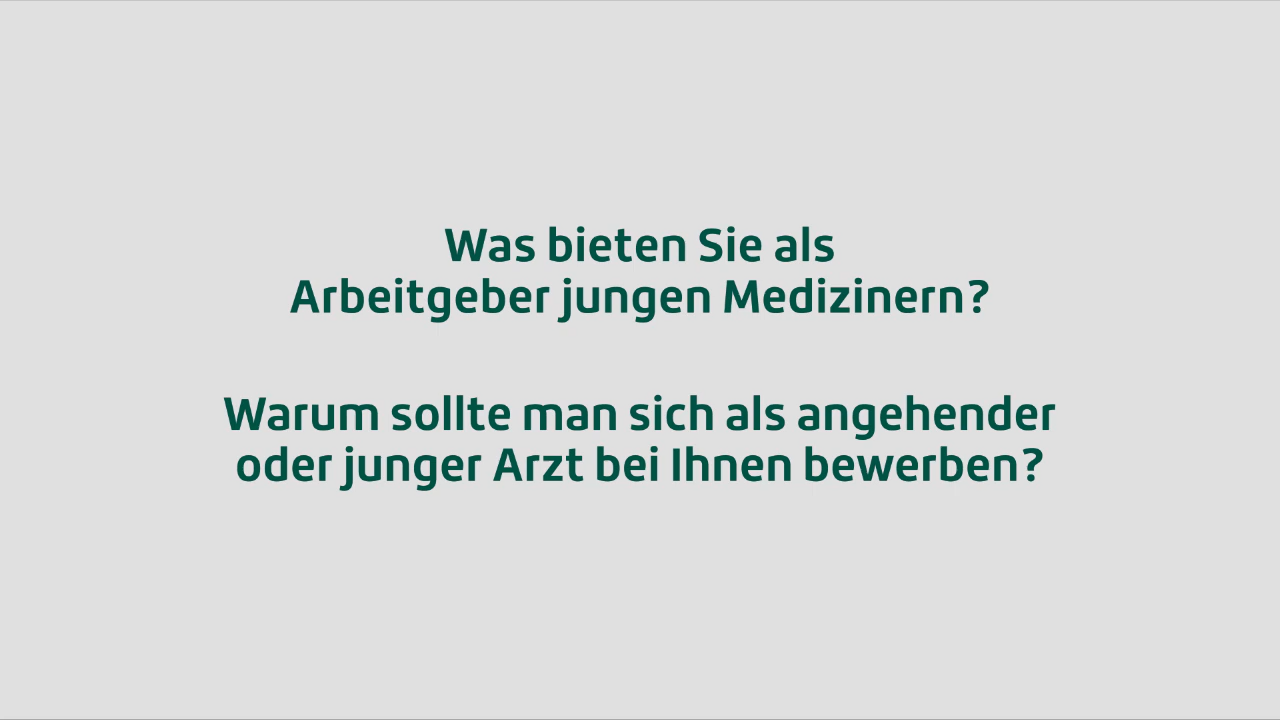 Was bieten Sie als
Arbeitgeber jungen Medizinern?
Warum sollte man sich als angehender
oder junger Arzt bei Ihnen bewerben?